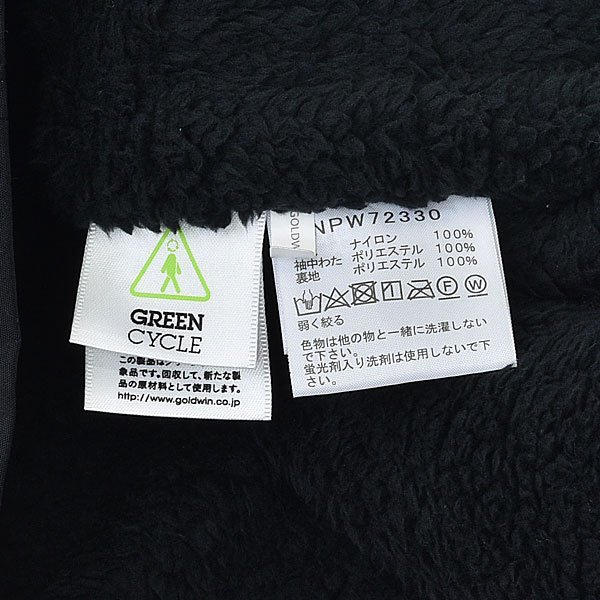 GREEN
CYCLE
象品です。回収して、新たな製
品の原材料として使用します。
http://www.goldwin.co.jp
GOLDW
NPW72330
ナイロン 100%
袖中わた ポリエステル 100%
裏地 ポリエステル 100%
弱く絞る
色物は他の物と一緒に洗濯しない
で下さい。
蛍光剤入り洗剤は使用しないで下
さい。